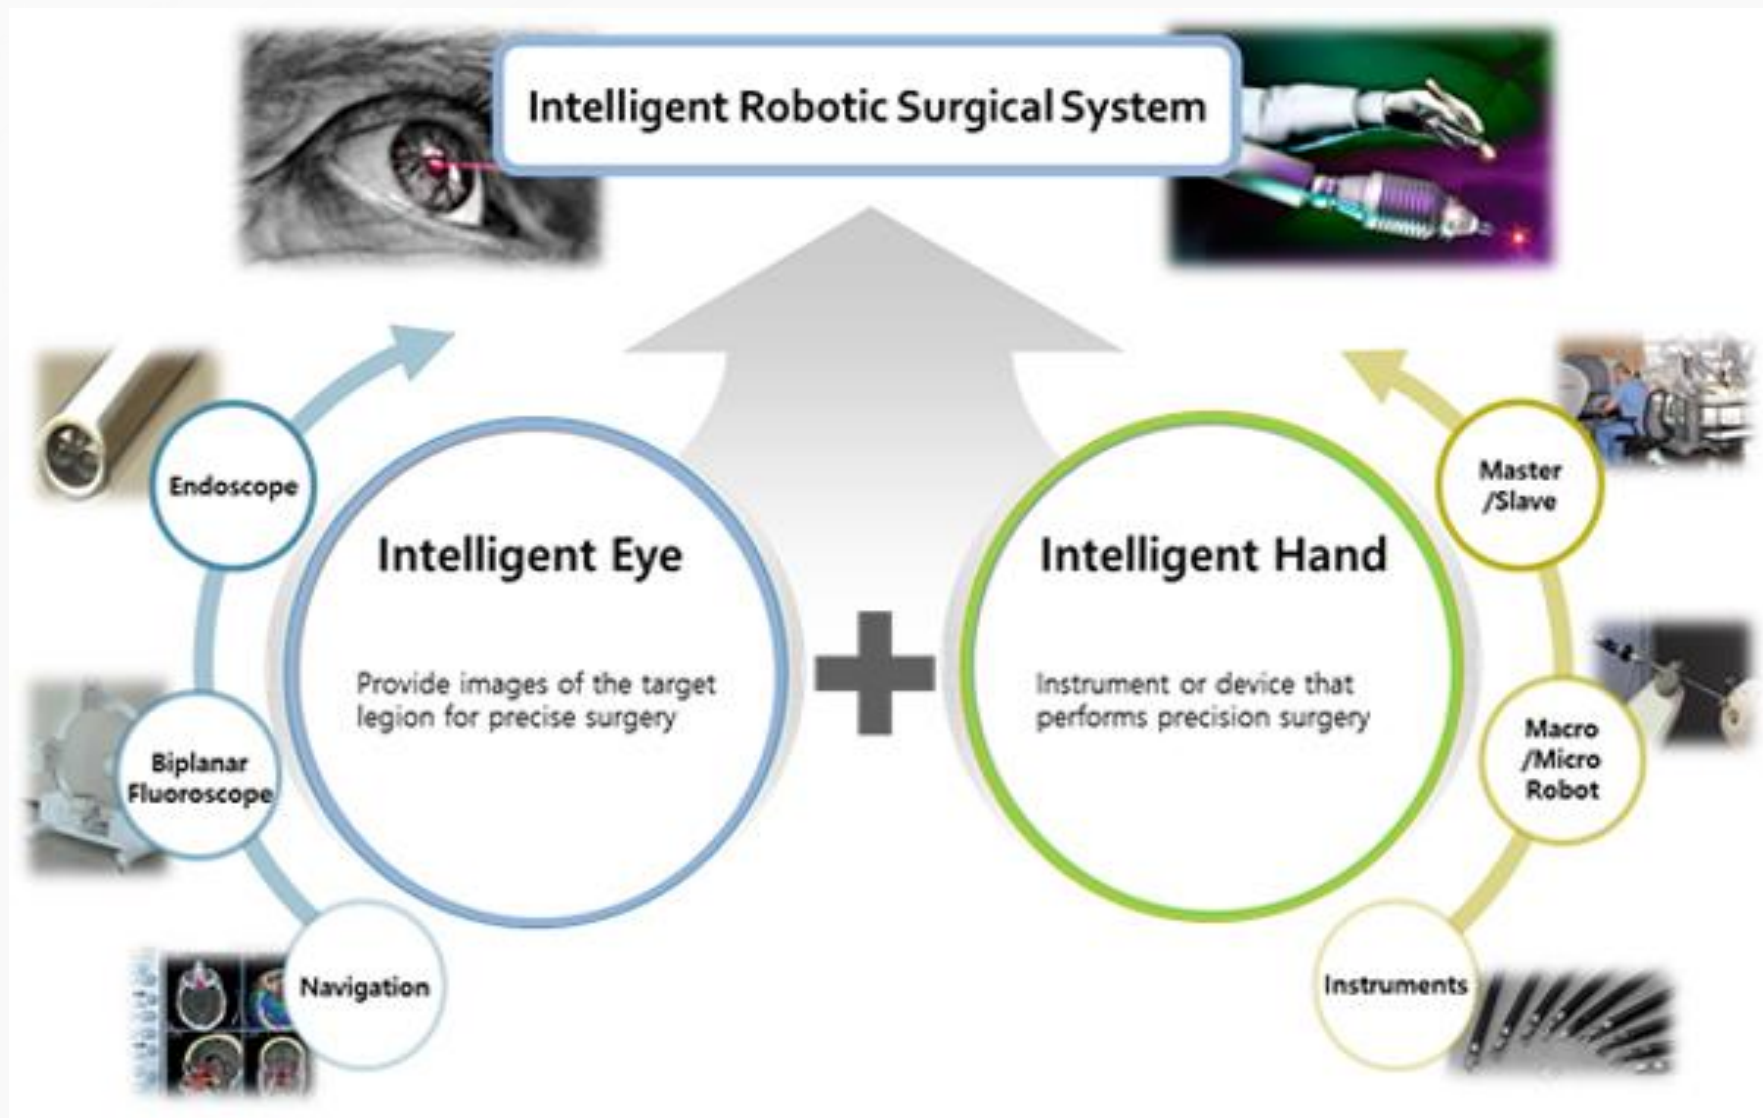 Intelligent Robotic Surgical System
Endoscope
Biplanar
Fluoroscope
Navigation
Intelligent Eye
Provide images of the target
legion for precise surgery
Intelligent Hand
Instrument or device that
performs precision surgery
Master
/Slave
Macro
/Micro
Robot
Instruments